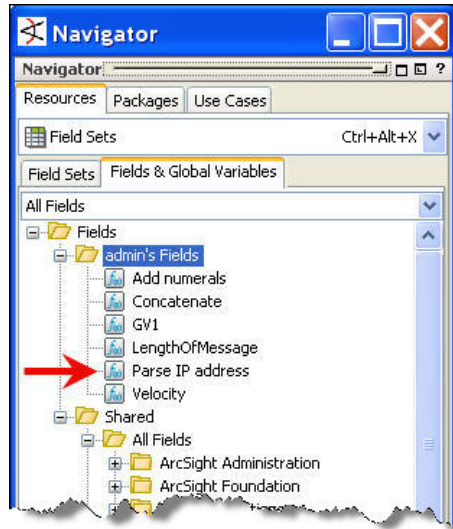 Navigator
Navigator ?
Resources Packages Use Cases
Field Sets Ctrl+Alt+X
Field Sets Fields & Global Variables
All Fields
Fields
admin's Fields
Add numerals
Concatenate
GV1
LengthOfMessage
Parse IP address
Velocity
Shared
All Fields
ArcSight Administration
ArcSight Foundation